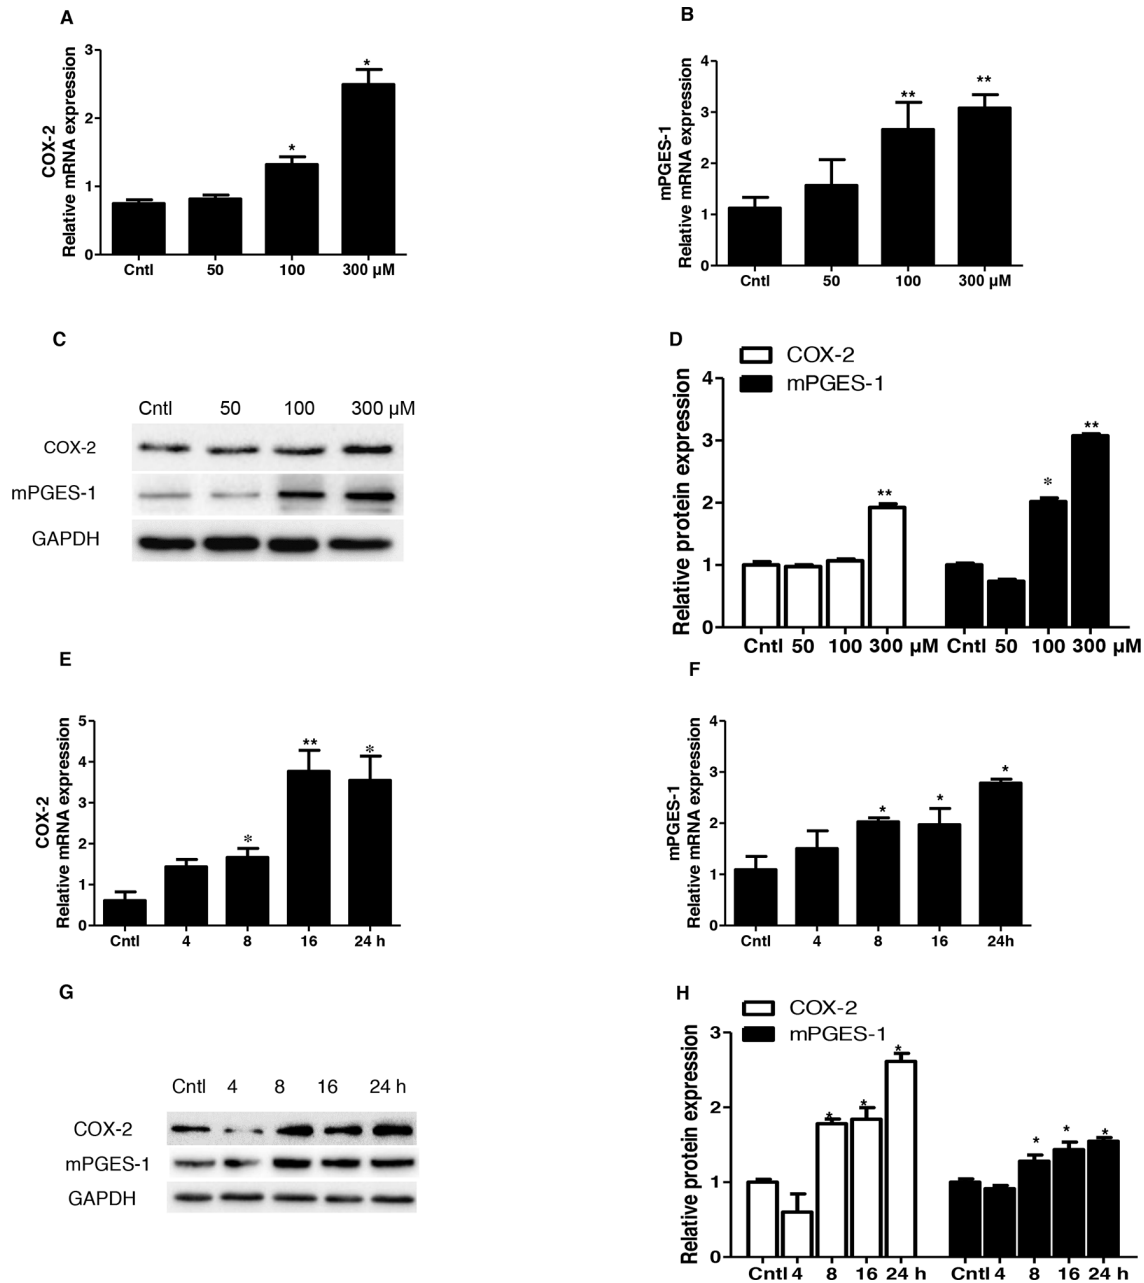 A
COX-2
Relative mRNA expression
3
2
1
0
*
*
Cntl 50 100 300 µM
B
mPGES-1
Relative mRNA expression
4
3
2
1
0
**
**
Cntl 50 100 300 µM
C
Cntl 50 100 300 µM
COX-2
mPGES-1
GAPDH
D
COX-2
mPGES-1
Relative protein expression
4
3
2
1
0
**
*
**
Cntl 50 100 300 µM Cntl 50 100 300 µM
E
COX-2
Relative mRNA expression
5
4
3
2
1
0
*
**
*
Cntl 4 8 16 24 h
F
mPGES-1
Relative mRNA expression
4
3
2
1
0
*
*
*
Cntl 4 8 16 24h
G
Cntl 4 8 16 24 h
COX-2
mPGES-1
GAPDH
H
COX-2
mPGES-1
Relative protein expression
3
2
1
0
*
*
*
*
*
*
Cntl 4 8 16 24 h Cntl 4 8 16 24 h